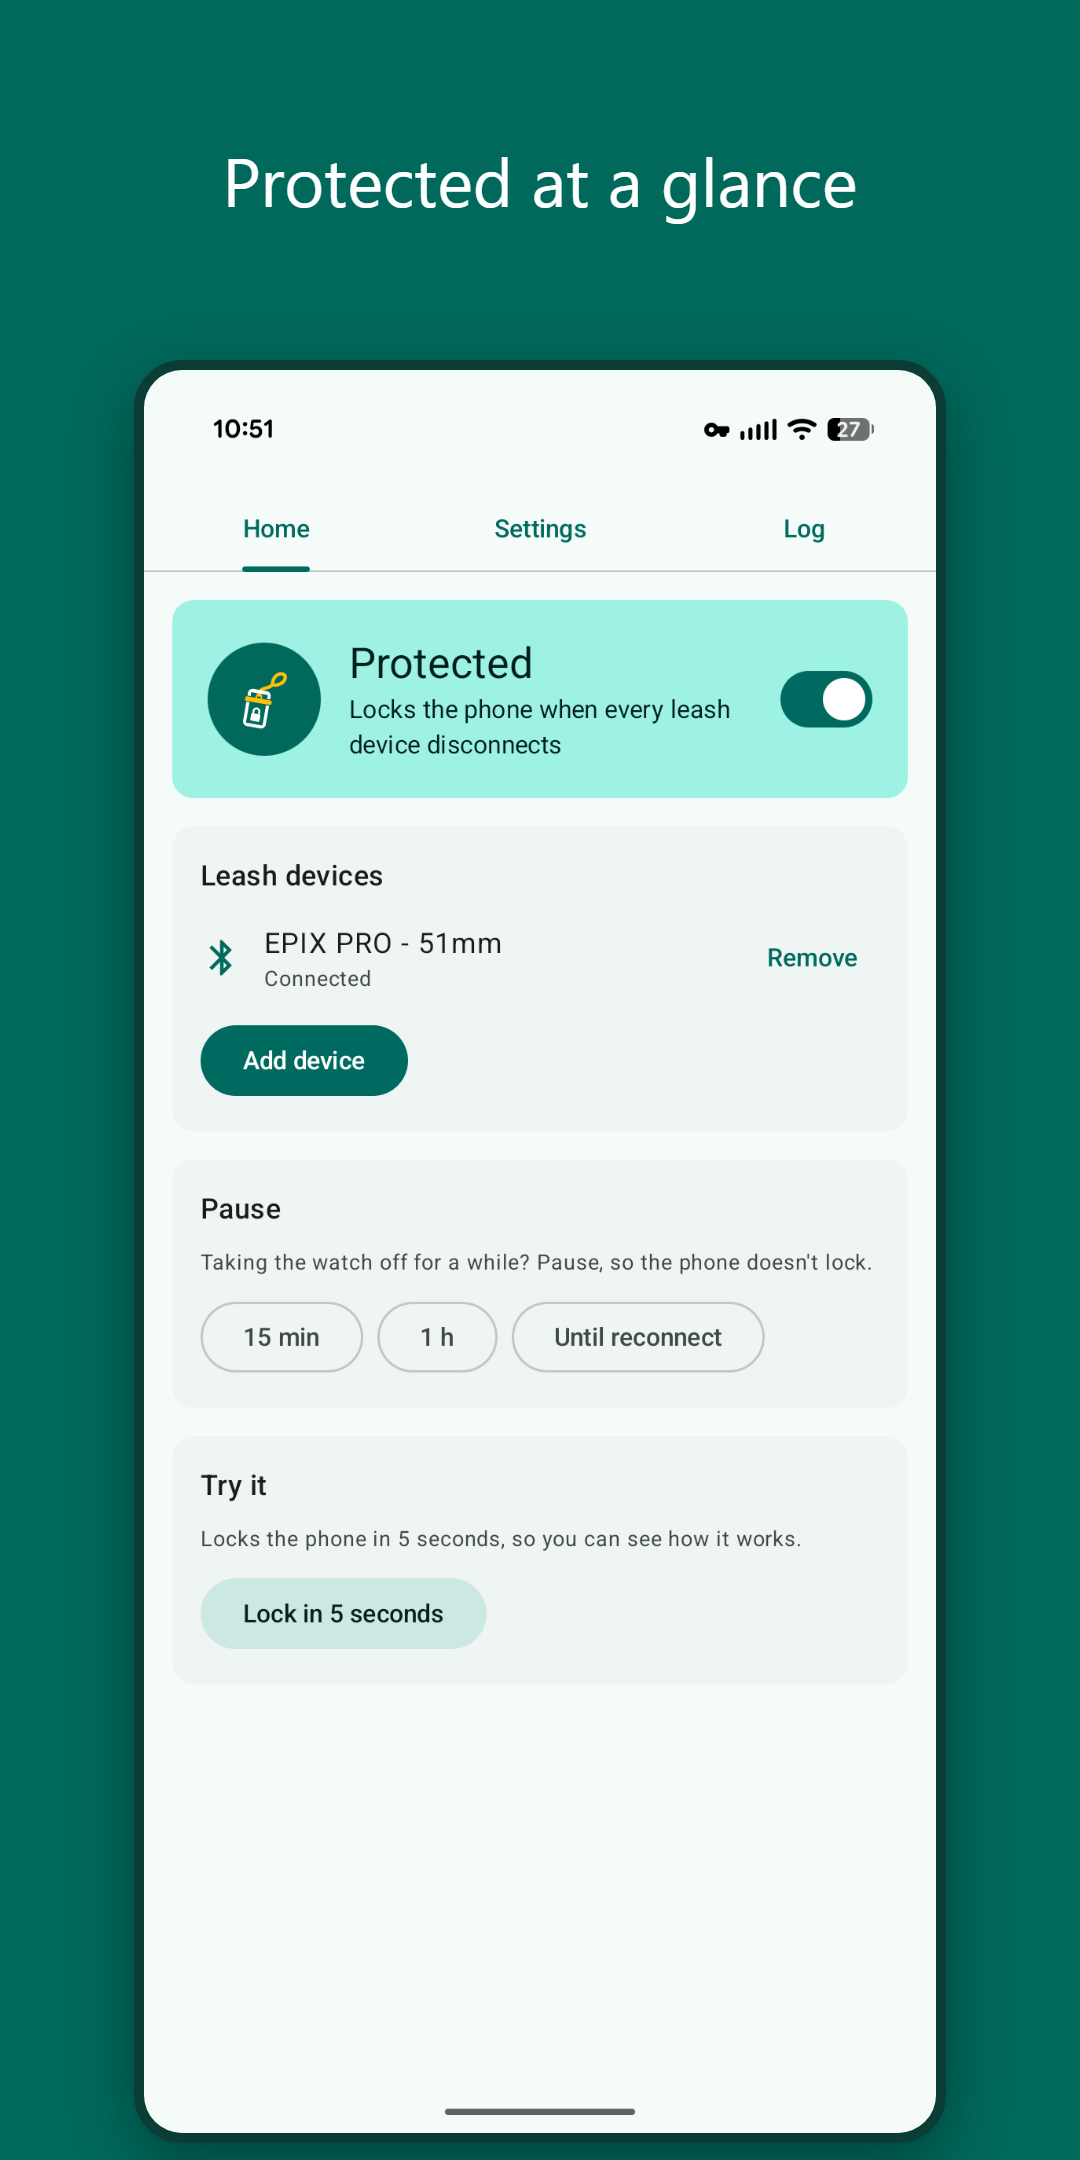 Protected at a glance
10:51
27
Home Settings Log
Protected
Locks the phone when every leash
device disconnects
Leash devices
EPIX PRO - 51mm
Connected
Remove
Add device
Pause
Taking the watch off for a while? Pause, so the phone doesn't lock.
15 min 1 h Until reconnect
Try it
Locks the phone in 5 seconds, so you can see how it works.
Lock in 5 seconds